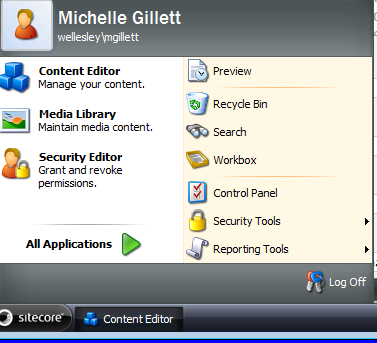 Michelle Gillett
wellesley\mgillett
Content Editor
Manage your content.
Media Library
Maintain media content.
Security Editor
Grant and revoke
permissions.
All Applications
Preview
Recycle Bin
Search
Workbox
Control Panel
Security Tools
Reporting Tools
Log Off
sitecore
Content Editor